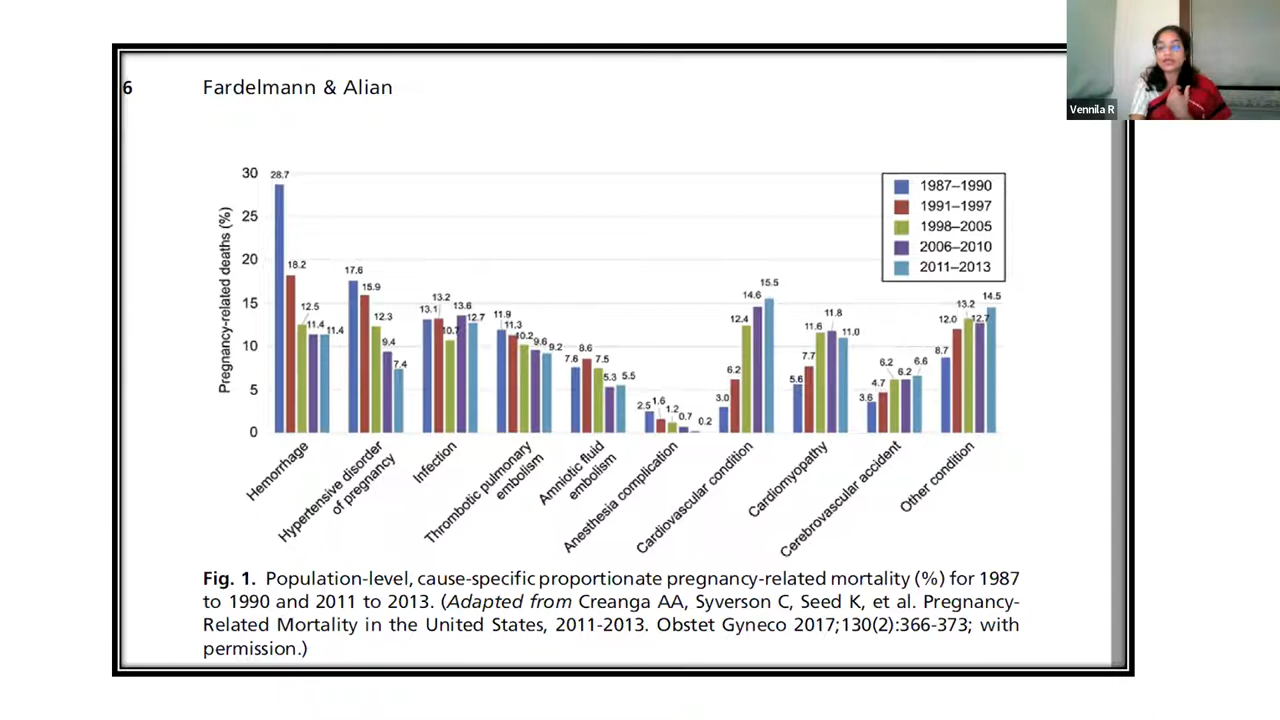 6 Fardelmann & Alian
Vennila R
Pregnancy-related deaths (%)
30
25
20
15
10
5
0
1987–1990
1991–1997
1998–2005
2006–2010
2011–2013
28.7 18.2 12.5 11.4 11.4
17.6 15.9 12.3 9.4 7.4
13.1 13.2 10.7 13.6 12.7
11.9 11.3 10.2 9.6 9.2
7.6 8.6 7.5 5.3 5.5
2.5 1.6 1.2 0.7 0.2
3.0 6.2 12.4 14.6 15.5
5.6 7.7 11.6 11.8 11.0
3.6 4.7 6.2 6.2 6.6
8.7 12.0 13.2 12.7 14.5
Hemorrhage
Hypertensive disorder
of pregnancy
Infection
Thrombotic pulmonary
embolism
Amniotic fluid
embolism
Anesthesia complication
Cardiovascular condition
Cardiomyopathy
Cerebrovascular accident
Other condition
Fig. 1. Population-level, cause-specific proportionate pregnancy-related mortality (%) for 1987
to 1990 and 2011 to 2013. (Adapted from Creanga AA, Syverson C, Seed K, et al. Pregnancy-
Related Mortality in the United States, 2011-2013. Obstet Gyneco 2017;130(2):366-373; with
permission.)